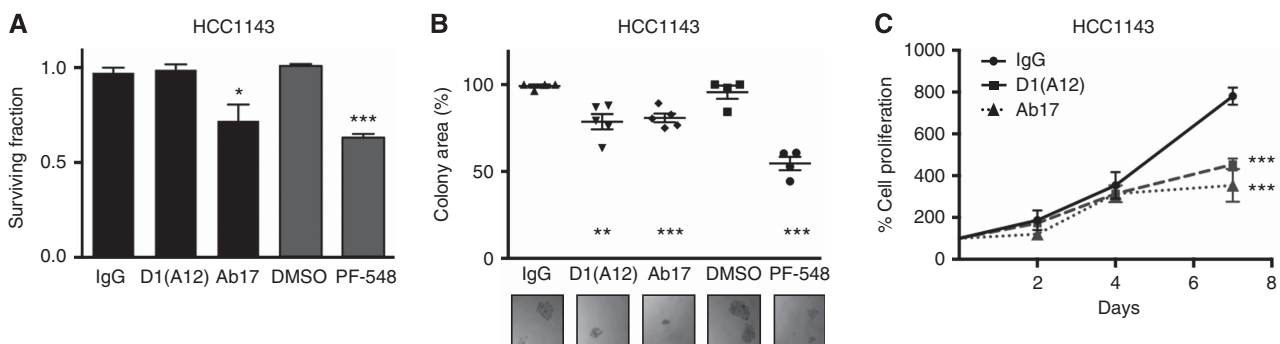 A
HCC1143
Surviving fraction
1.0
0.5
0.0
*
***
IgG D1(A12) Ab17 DMSO PF-548
B
HCC1143
Colony area (%)
100
50
0
** *** ***
IgG D1(A12) Ab17 DMSO PF-548
C
HCC1143
% Cell proliferation
1000
800
600
400
200
0
IgG
D1(A12)
Ab17
***
***
2 4 6 8
Days